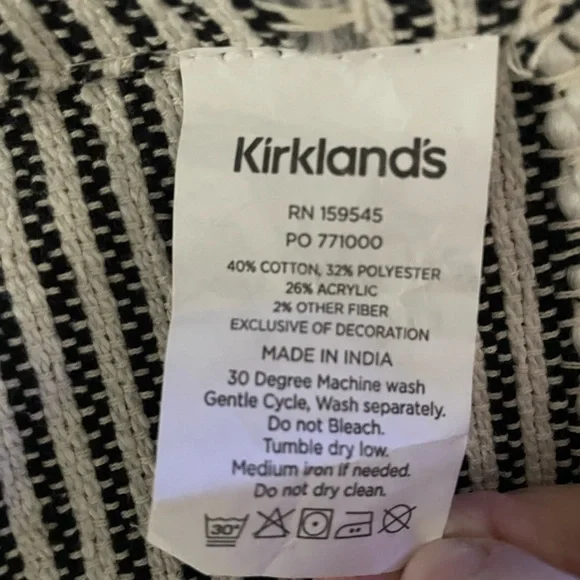 Kirkland's
RN 159545
PO 771000
40% COTTON, 32% POLYESTER
26% ACRYLIC
2% OTHER FIBER
EXCLUSIVE OF DECORATION
MADE IN INDIA
30 Degree Machine wash
Gentle Cycle, Wash separately.
Do not Bleach.
Tumble dry low.
Medium iron if needed.
Do not dry clean.
30°